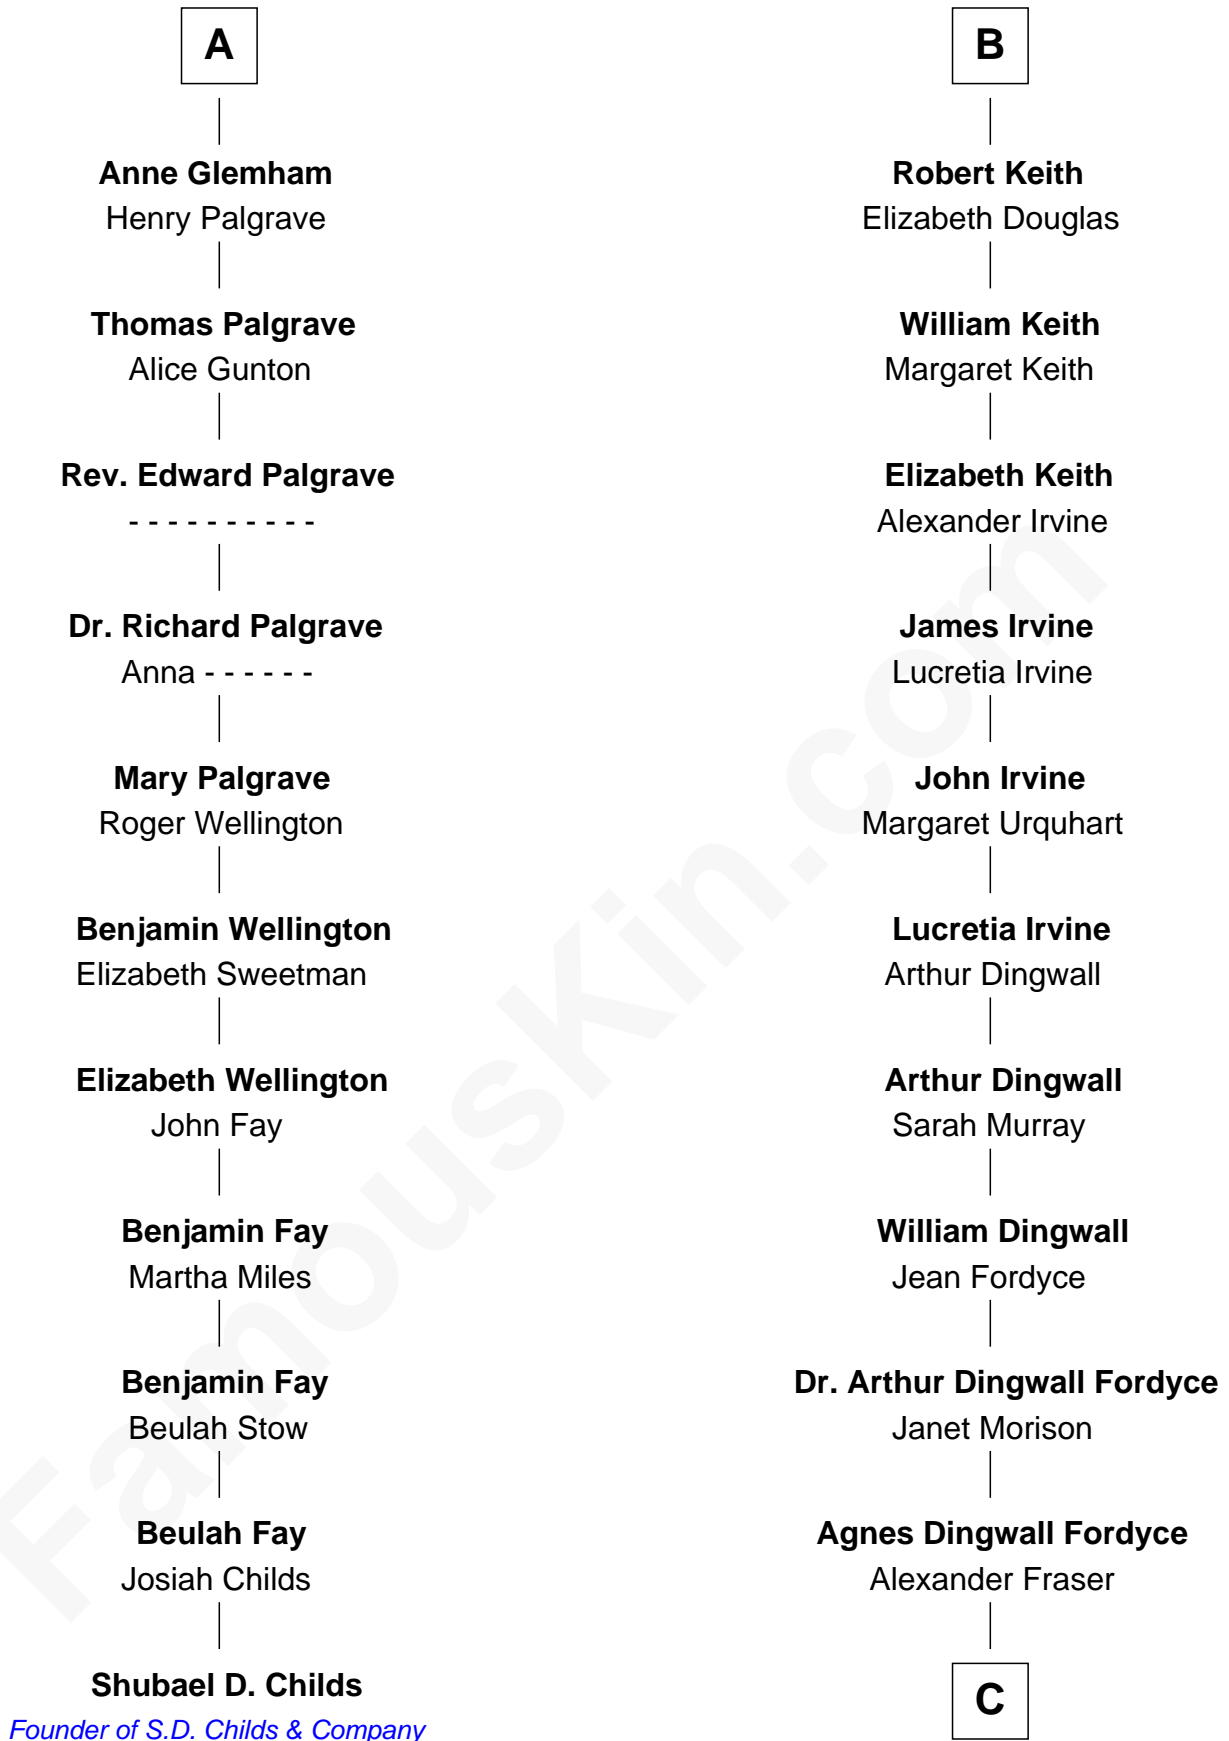 A
Anne Glemham
Henry Palgrave
Thomas Palgrave
Alice Gunton
Rev. Edward Palgrave
- - - - - - - - - -
Dr. Richard Palgrave
Anna - - - - - -
Mary Palgrave
Roger Wellington
Benjamin Wellington
Elizabeth Sweetman
Elizabeth Wellington
John Fay
Benjamin Fay
Martha Miles
Benjamin Fay
Beulah Stow
Beulah Fay
Josiah Childs
Shubael D. Childs
Founder of S.D. Childs & Company
B
Robert Keith
Elizabeth Douglas
William Keith
Margaret Keith
Elizabeth Keith
Alexander Irvine
James Irvine
Lucretia Irvine
John Irvine
Margaret Urquhart
Lucretia Irvine
Arthur Dingwall
Arthur Dingwall
Sarah Murray
William Dingwall
Jean Fordyce
Dr. Arthur Dingwall Fordyce
Janet Morison
Agnes Dingwall Fordyce
Alexander Fraser
C
FamousKin.com